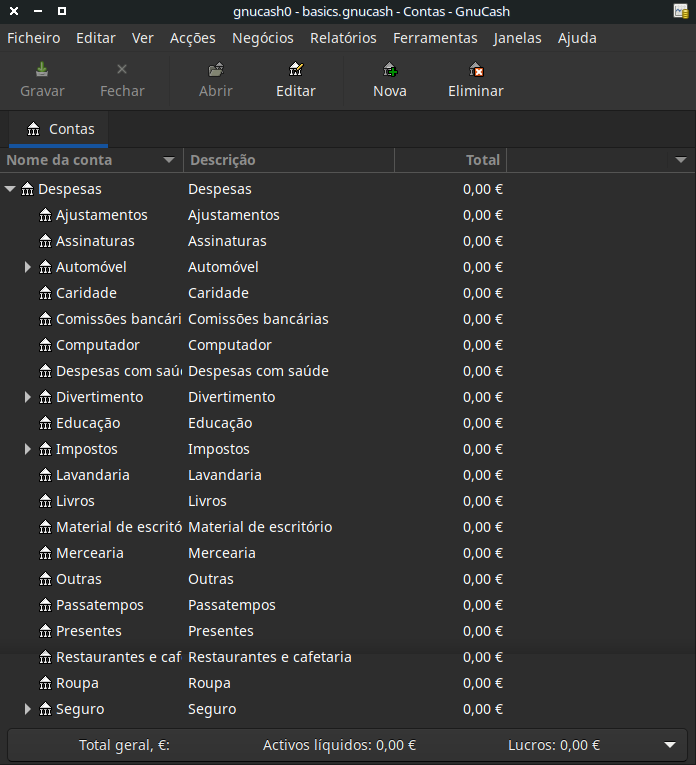 gnucash0 - basics.gnucash - Contas - GnuCash
Ficheiro Editar Ver Acções Negócios Relatórios Ferramentas Janelas Ajuda
Gravar Fechar Abrir Editar Nova Eliminar
Contas
Nome da conta Descrição Total
Despesas Despesas 0,00 €
Ajustamentos Ajustamentos 0,00 €
Assinaturas Assinaturas 0,00 €
Automóvel Automóvel 0,00 €
Caridade Caridade 0,00 €
Comissões bancári Comissões bancárias 0,00 €
Computador Computador 0,00 €
Despesas com saú Despesas com saúde 0,00 €
Divertimento Divertimento 0,00 €
Educação Educação 0,00 €
Impostos Impostos 0,00 €
Lavandaria Lavandaria 0,00 €
Livros Livros 0,00 €
Material de escritó Material de escritório 0,00 €
Mercearia Mercearia 0,00 €
Outras Outras 0,00 €
Passatempos Passatempos 0,00 €
Presentes Presentes 0,00 €
Restaurantes e caf Restaurantes e cafetaria 0,00 €
Roupa Roupa 0,00 €
Seguro Seguro 0,00 €
Total geral, €: Activos líquidos: 0,00 € Lucros: 0,00 €